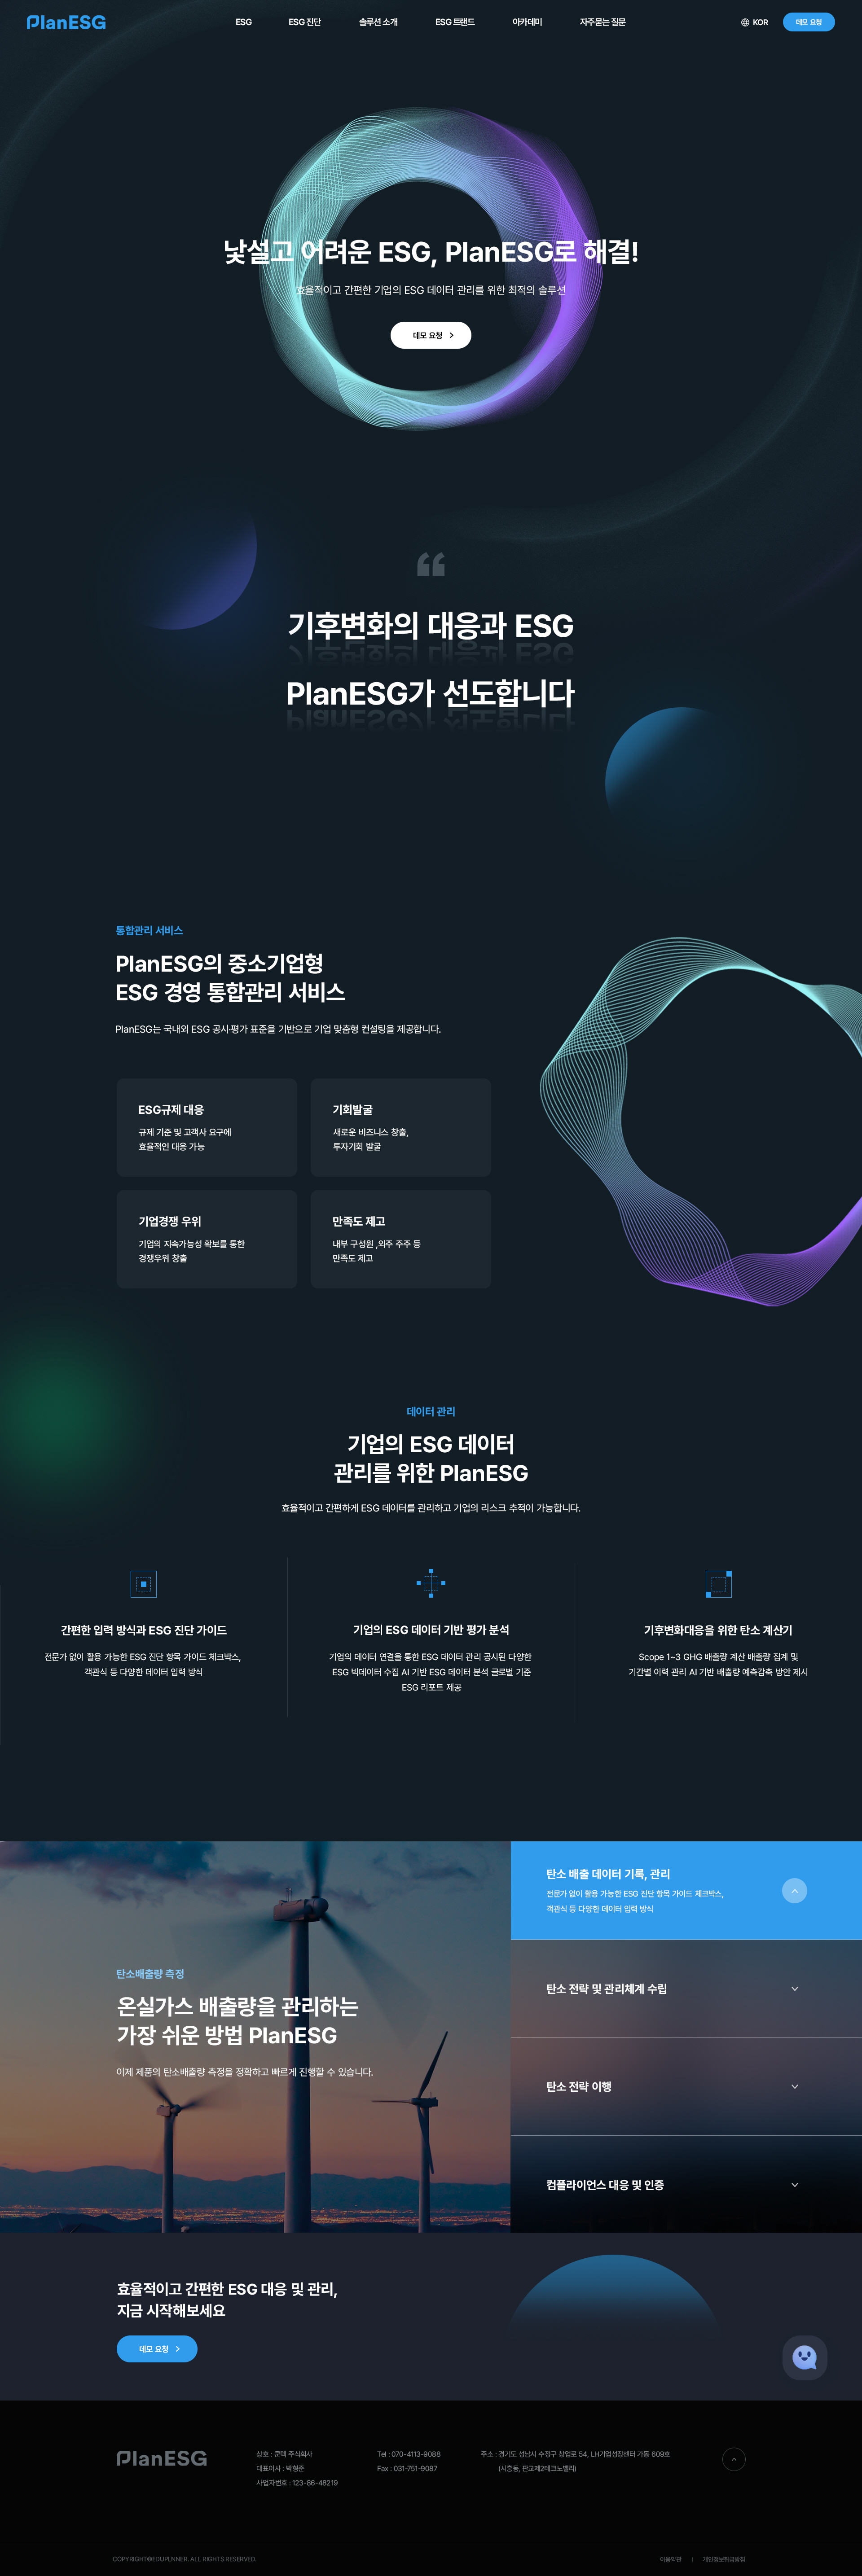 PlanESG
ESG
ESG 진단
솔루션 소개
ESG 트랜드
아카데미
자주묻는 질문
KOR
데모 요청
낯설고 어려운 ESG, PlanESG로 해결!
효율적이고 간편한 기업의 ESG 데이터 관리를 위한 최적의 솔루션
데모 요청
기후변화의 대응과 ESG
PlanESG가 선도합니다
통합관리 서비스
PlanESG의 중소기업형
ESG 경영 통합관리 서비스
PlanESG는 국내외 ESG 공시·평가 표준을 기반으로 기업 맞춤형 컨설팅을 제공합니다.
ESG규제 대응
규제 기준 및 고객사 요구에
효율적인 대응 가능
기회발굴
새로운 비즈니스 창출,
투자기회 발굴
기업경쟁 우위
기업의 지속가능성 확보를 통한
경쟁우위 창출
만족도 제고
내부 구성원 ,외주 주주 등
만족도 제고
데이터 관리
기업의 ESG 데이터
관리를 위한 PlanESG
효율적이고 간편하게 ESG 데이터를 관리하고 기업의 리스크 추적이 가능합니다.
간편한 입력 방식과 ESG 진단 가이드
전문가 없이 활용 가능한 ESG 진단 항목 가이드 체크박스,
객관식 등 다양한 데이터 입력 방식
기업의 ESG 데이터 기반 평가 분석
기업의 데이터 연결을 통한 ESG 데이터 관리 공시된 다양한
ESG 빅데이터 수집 AI 기반 ESG 데이터 분석 글로벌 기준
ESG 리포트 제공
기후변화대응을 위한 탄소 계산기
Scope 1~3 GHG 배출량 계산 배출량 집계 및
기간별 이력 관리 AI 기반 배출량 예측감축 방안 제시
탄소배출량 측정
온실가스 배출량을 관리하는
가장 쉬운 방법 PlanESG
이제 제품의 탄소배출량 측정을 정확하고 빠르게 진행할 수 있습니다.
탄소 배출 데이터 기록, 관리
전문가 없이 활용 가능한 ESG 진단 항목 가이드 체크박스,
객관식 등 다양한 데이터 입력 방식
탄소 전략 및 관리체계 수립
탄소 전략 이행
컴플라이언스 대응 및 인증
효율적이고 간편한 ESG 대응 및 관리,
지금 시작해보세요
데모 요청
PlanESG
상호 : 쿤텍 주식회사
대표이사 : 박형준
사업자번호 : 123-86-48219
Tel : 070-4113-9088
Fax : 031-751-9087
주소 : 경기도 성남시 수정구 창업로 54, LH기업성장센터 가동 609호
(시흥동, 판교제2테크노밸리)
COPYRIGHT©EDUPLNNER. ALL RIGHTS RESERVED.
이용약관
개인정보취급방침